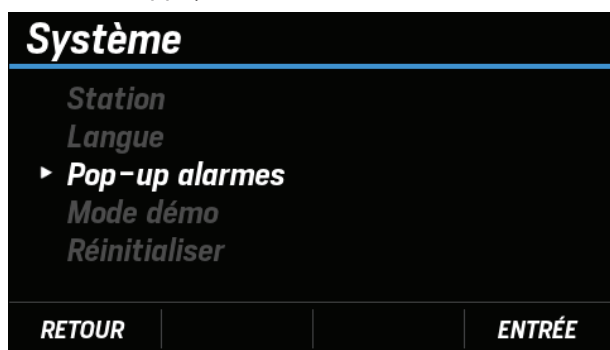 Système
Station
Langue
Pop-up alarmes
Mode démo
Réinitialiser
RETOUR ENTRÉE